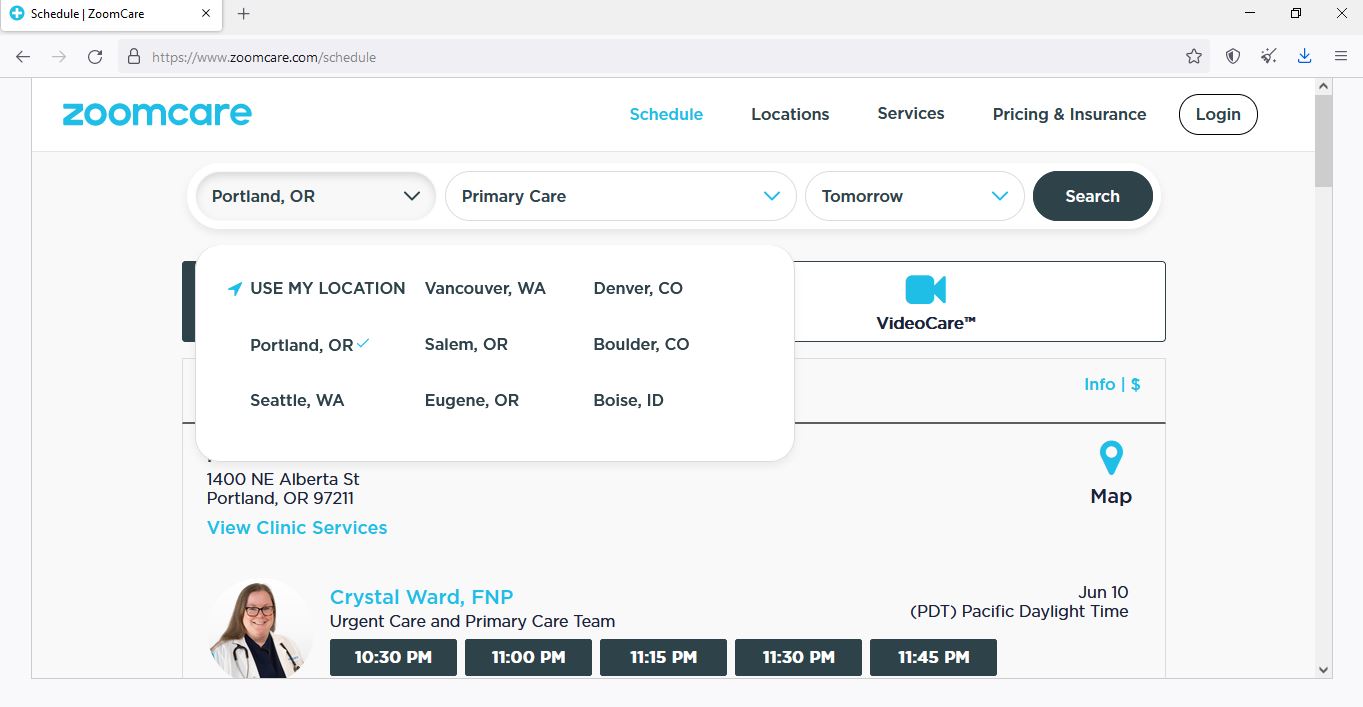 Schedule | ZoomCare
https://www.zoomcare.com/schedule
zoomcare
Schedule
Locations
Services
Pricing & Insurance
Login
Portland, OR
Primary Care
Tomorrow
Search
USE MY LOCATION
Vancouver, WA
Denver, CO
Portland, OR
Salem, OR
Boulder, CO
Seattle, WA
Eugene, OR
Boise, ID
VideoCare™
Info | $
1400 NE Alberta St
Portland, OR 97211
View Clinic Services
Map
Crystal Ward, FNP
Urgent Care and Primary Care Team
Jun 10
(PDT) Pacific Daylight Time
10:30 PM
11:00 PM
11:15 PM
11:30 PM
11:45 PM